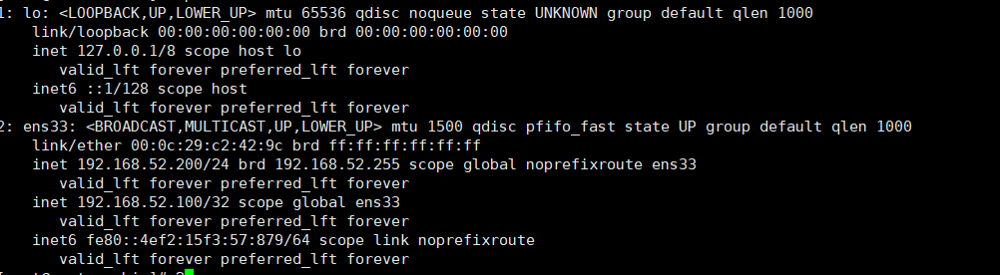 1: lo: <LOOPBACK,UP,LOWER_UP> mtu 65536 qdisc noqueue state UNKNOWN group default qlen 1000
link/loopback 00:00:00:00:00:00 brd 00:00:00:00:00:00
inet 127.0.0.1/8 scope host lo
valid_lft forever preferred_lft forever
inet6 ::1/128 scope host
valid_lft forever preferred_lft forever
2: ens33: <BROADCAST,MULTICAST,UP,LOWER_UP> mtu 1500 qdisc pfifo_fast state UP group default qlen 1000
link/ether 00:0c:29:c2:42:9c brd ff:ff:ff:ff:ff:ff
inet 192.168.52.200/24 brd 192.168.52.255 scope global noprefixroute ens33
valid_lft forever preferred_lft forever
inet 192.168.52.100/32 scope global ens33
valid_lft forever preferred_lft forever
inet6 fe80::4ef2:15f3:57:879/64 scope link noprefixroute
valid_lft forever preferred_lft forever